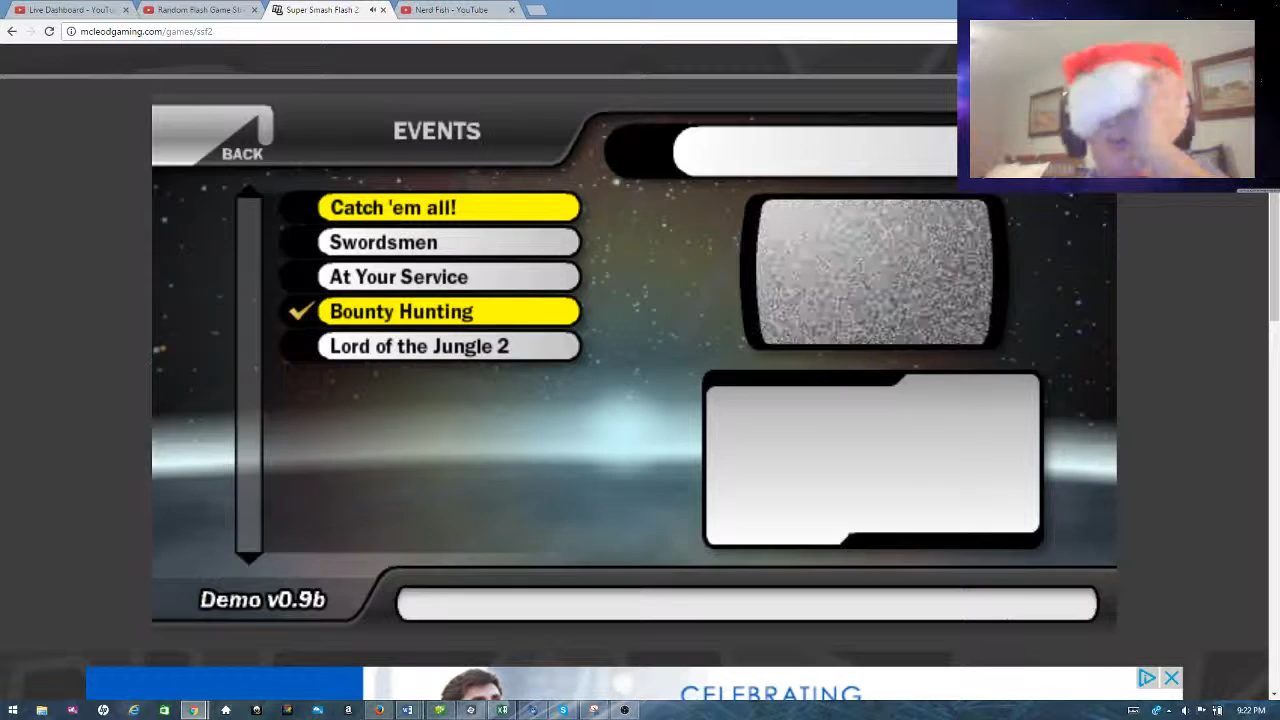 Live Dashboard - YouTu
Random Flash Game Str
Super Smash Flash 2
Nerd Fish - YouTube
mcleodgaming.com/games/ssf2
BACK
EVENTS
Catch 'em all!
Swordsmen
At Your Service
Bounty Hunting
Lord of the Jungle 2
Demo v0.9b
CELEBRATING
9:22 PM